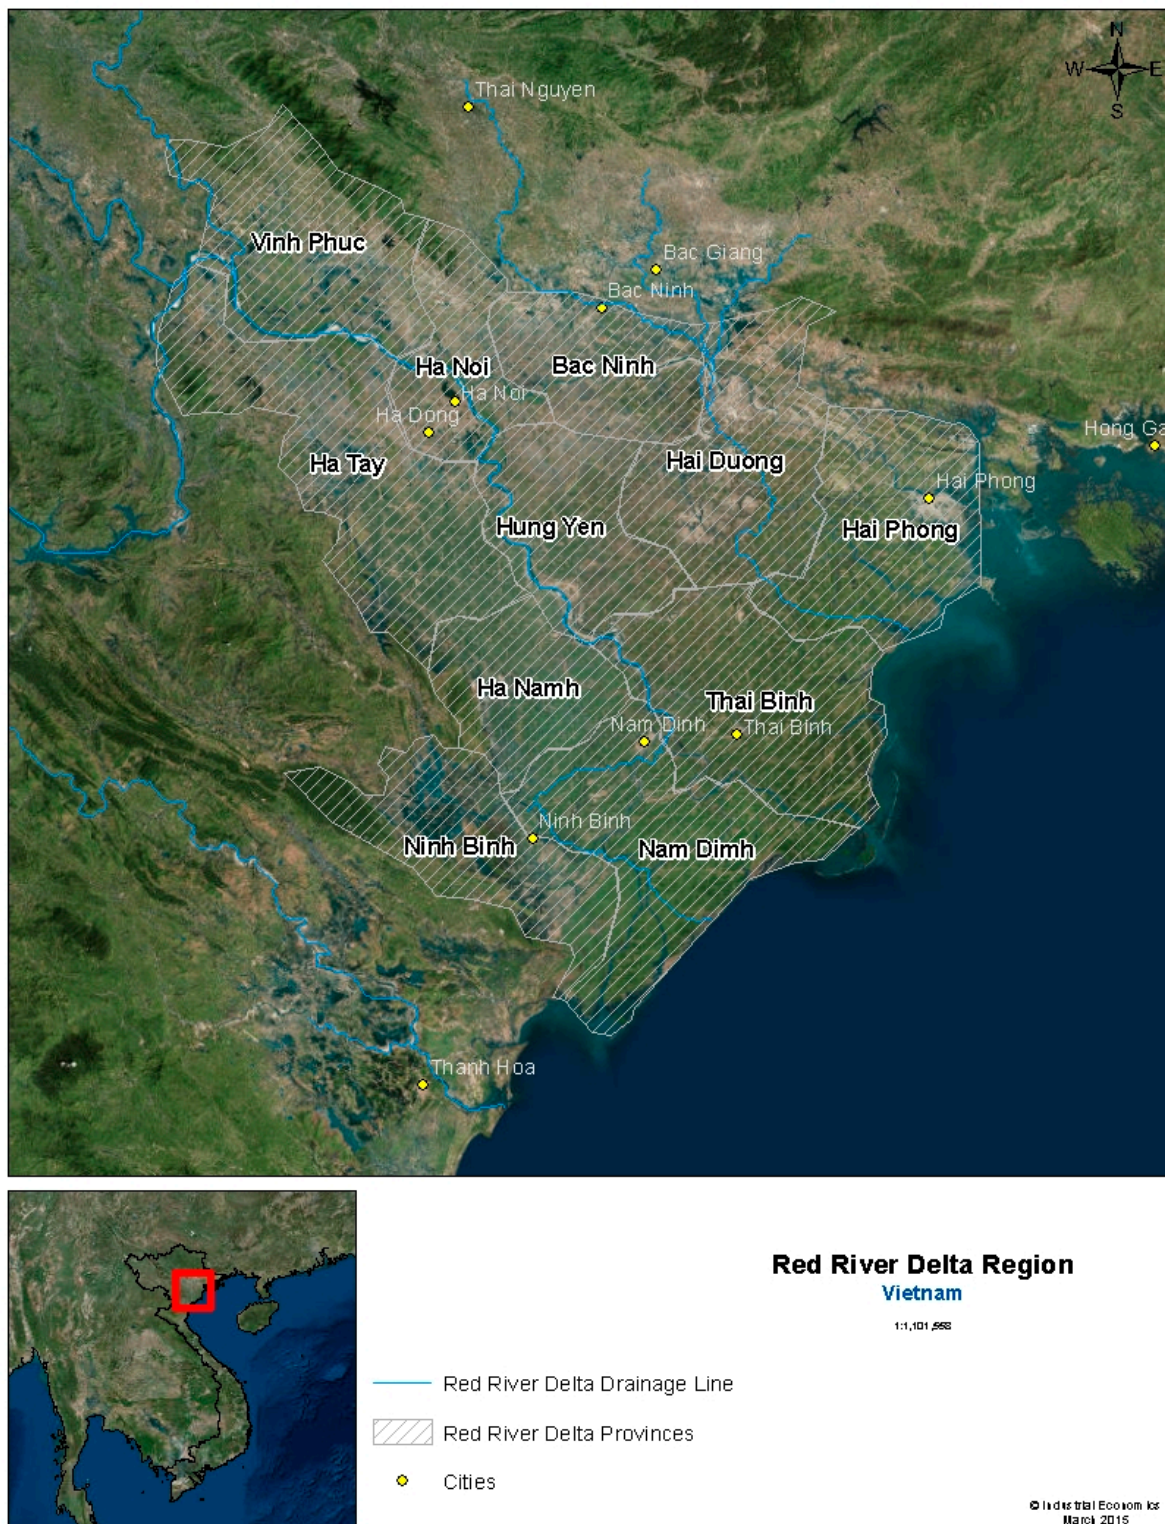 N
W E
S
Thai Nguyen
Vinh Phuc
Bac Giang
Bac Ninh
Ha Noi
Bac Ninh
Ha Noi
Ha Dong
Hong Ga
Ha Tay
Hai Duong
Hai Phong
Hung Yen
Hai Phong
Ha Namh
Thai Binh
Nam Dinh
Thai Binh
Ninh Binh
Ninh Binh
Nam Dimh
Thanh Hoa
Red River Delta Region
Vietnam
1:1,101,558
Red River Delta Drainage Line
Red River Delta Provinces
Cities
© Industrial Economics
March 2015